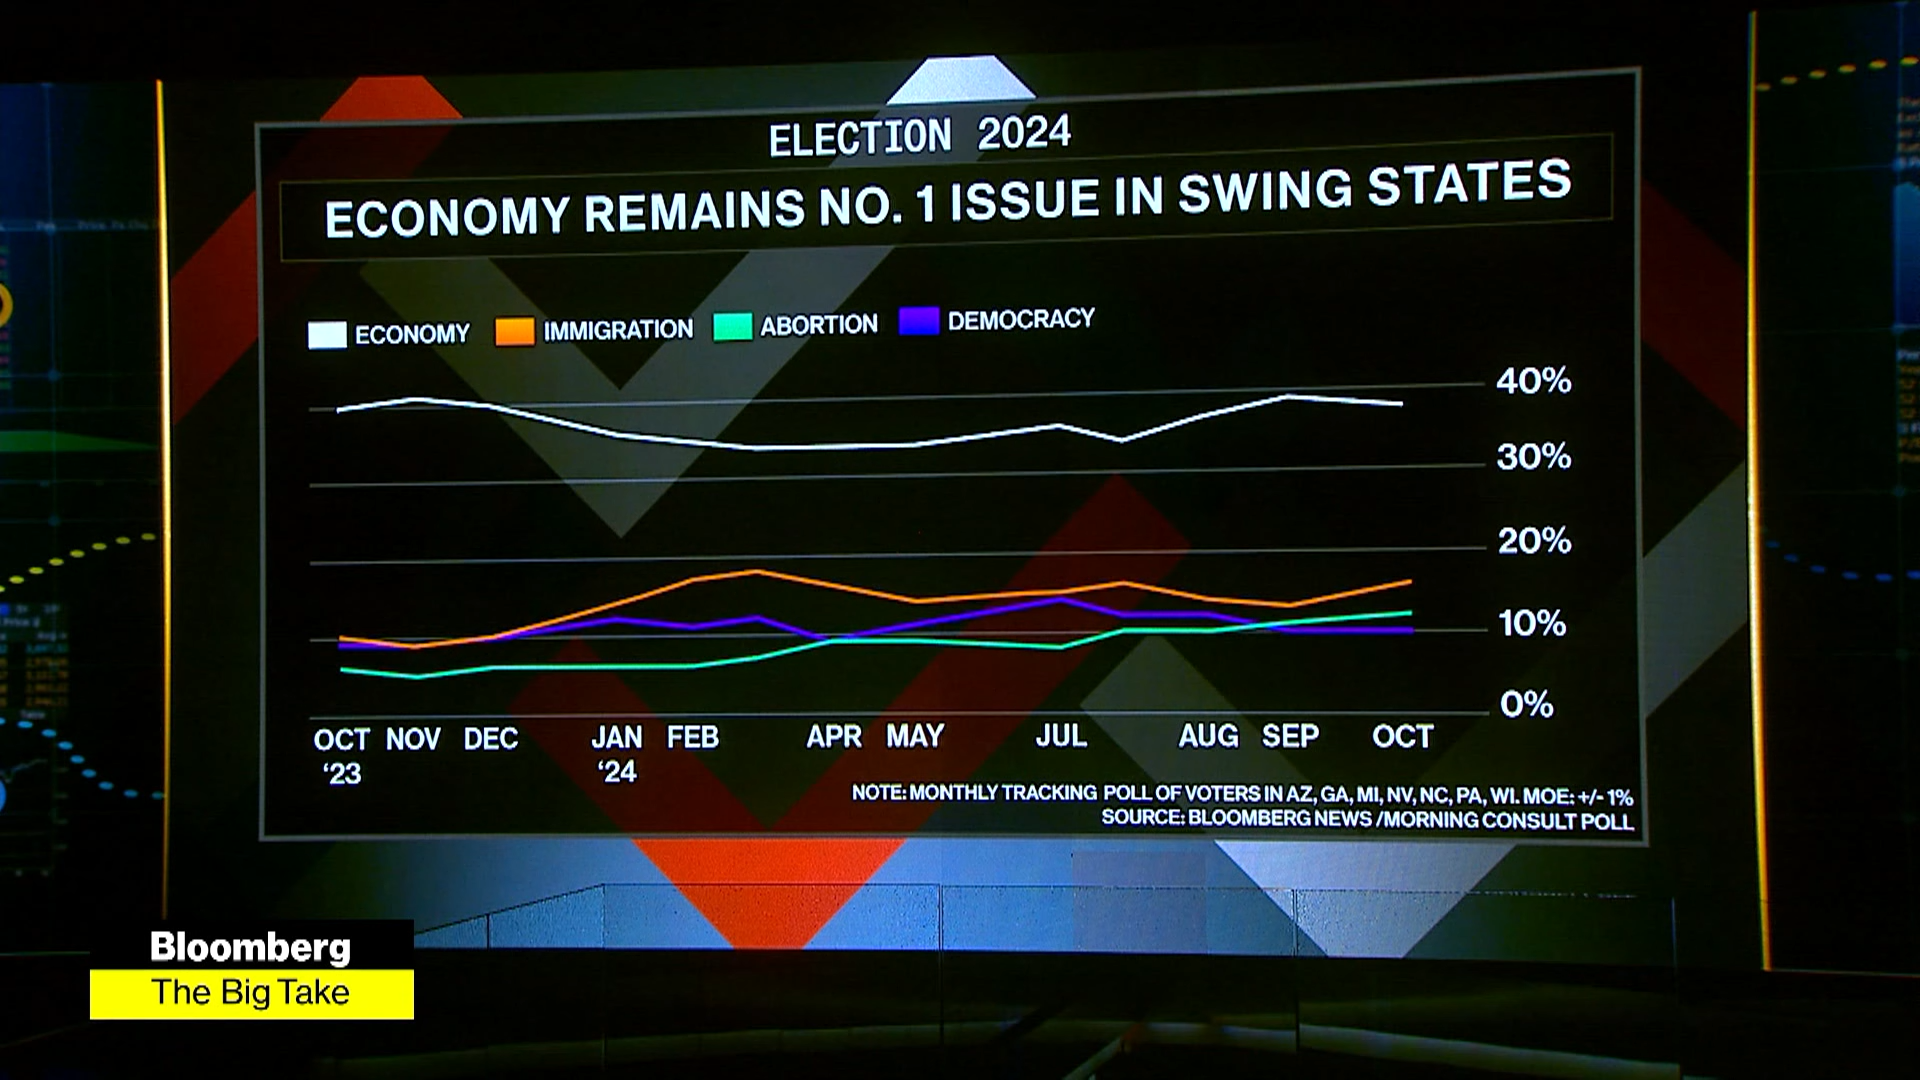 ELECTION 2024
ECONOMY REMAINS NO. 1 ISSUE IN SWING STATES
ECONOMY IMMIGRATION ABORTION DEMOCRACY
40%
30%
20%
10%
0%
OCT NOV DEC JAN FEB APR MAY JUL AUG SEP OCT
‘23 ‘24
NOTE: MONTHLY TRACKING POLL OF VOTERS IN AZ, GA, MI, NV, NC, PA, WI. MOE: +/- 1%
SOURCE: BLOOMBERG NEWS /MORNING CONSULT POLL
Bloomberg
The Big Take